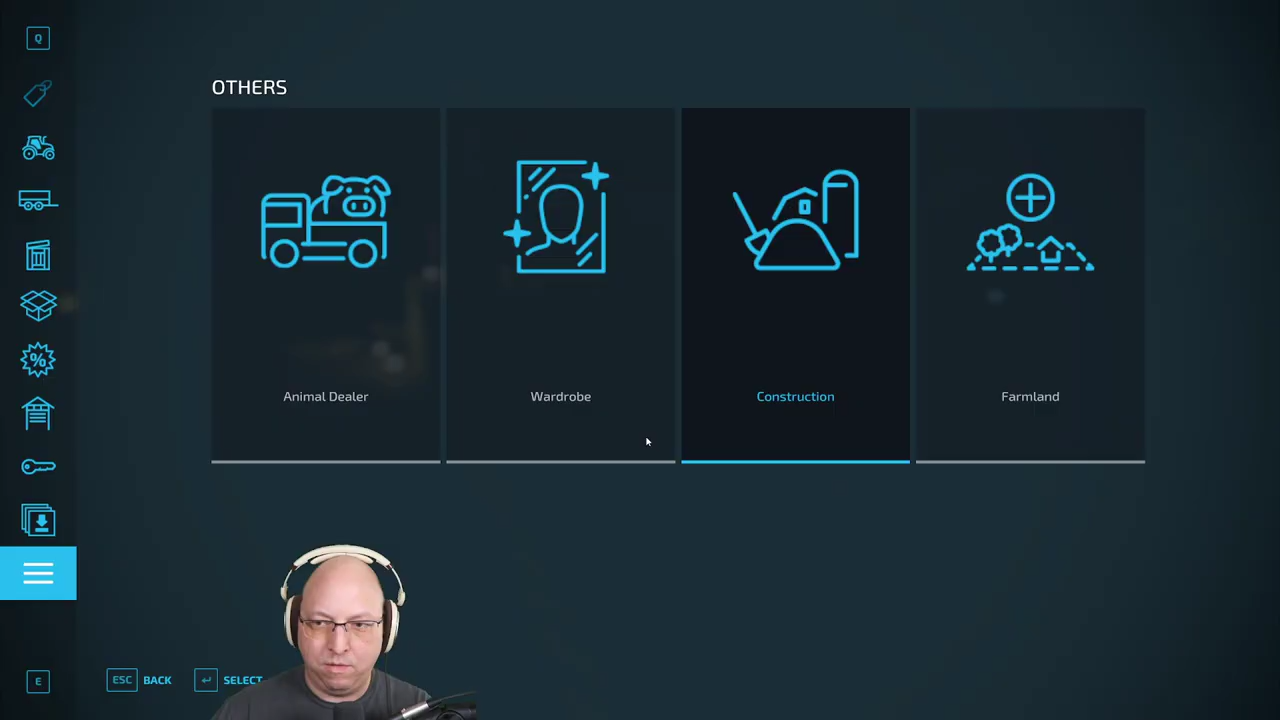 Q
OTHERS
%
Animal Dealer
Wardrobe
Construction
Farmland
E
ESC BACK
SELECT